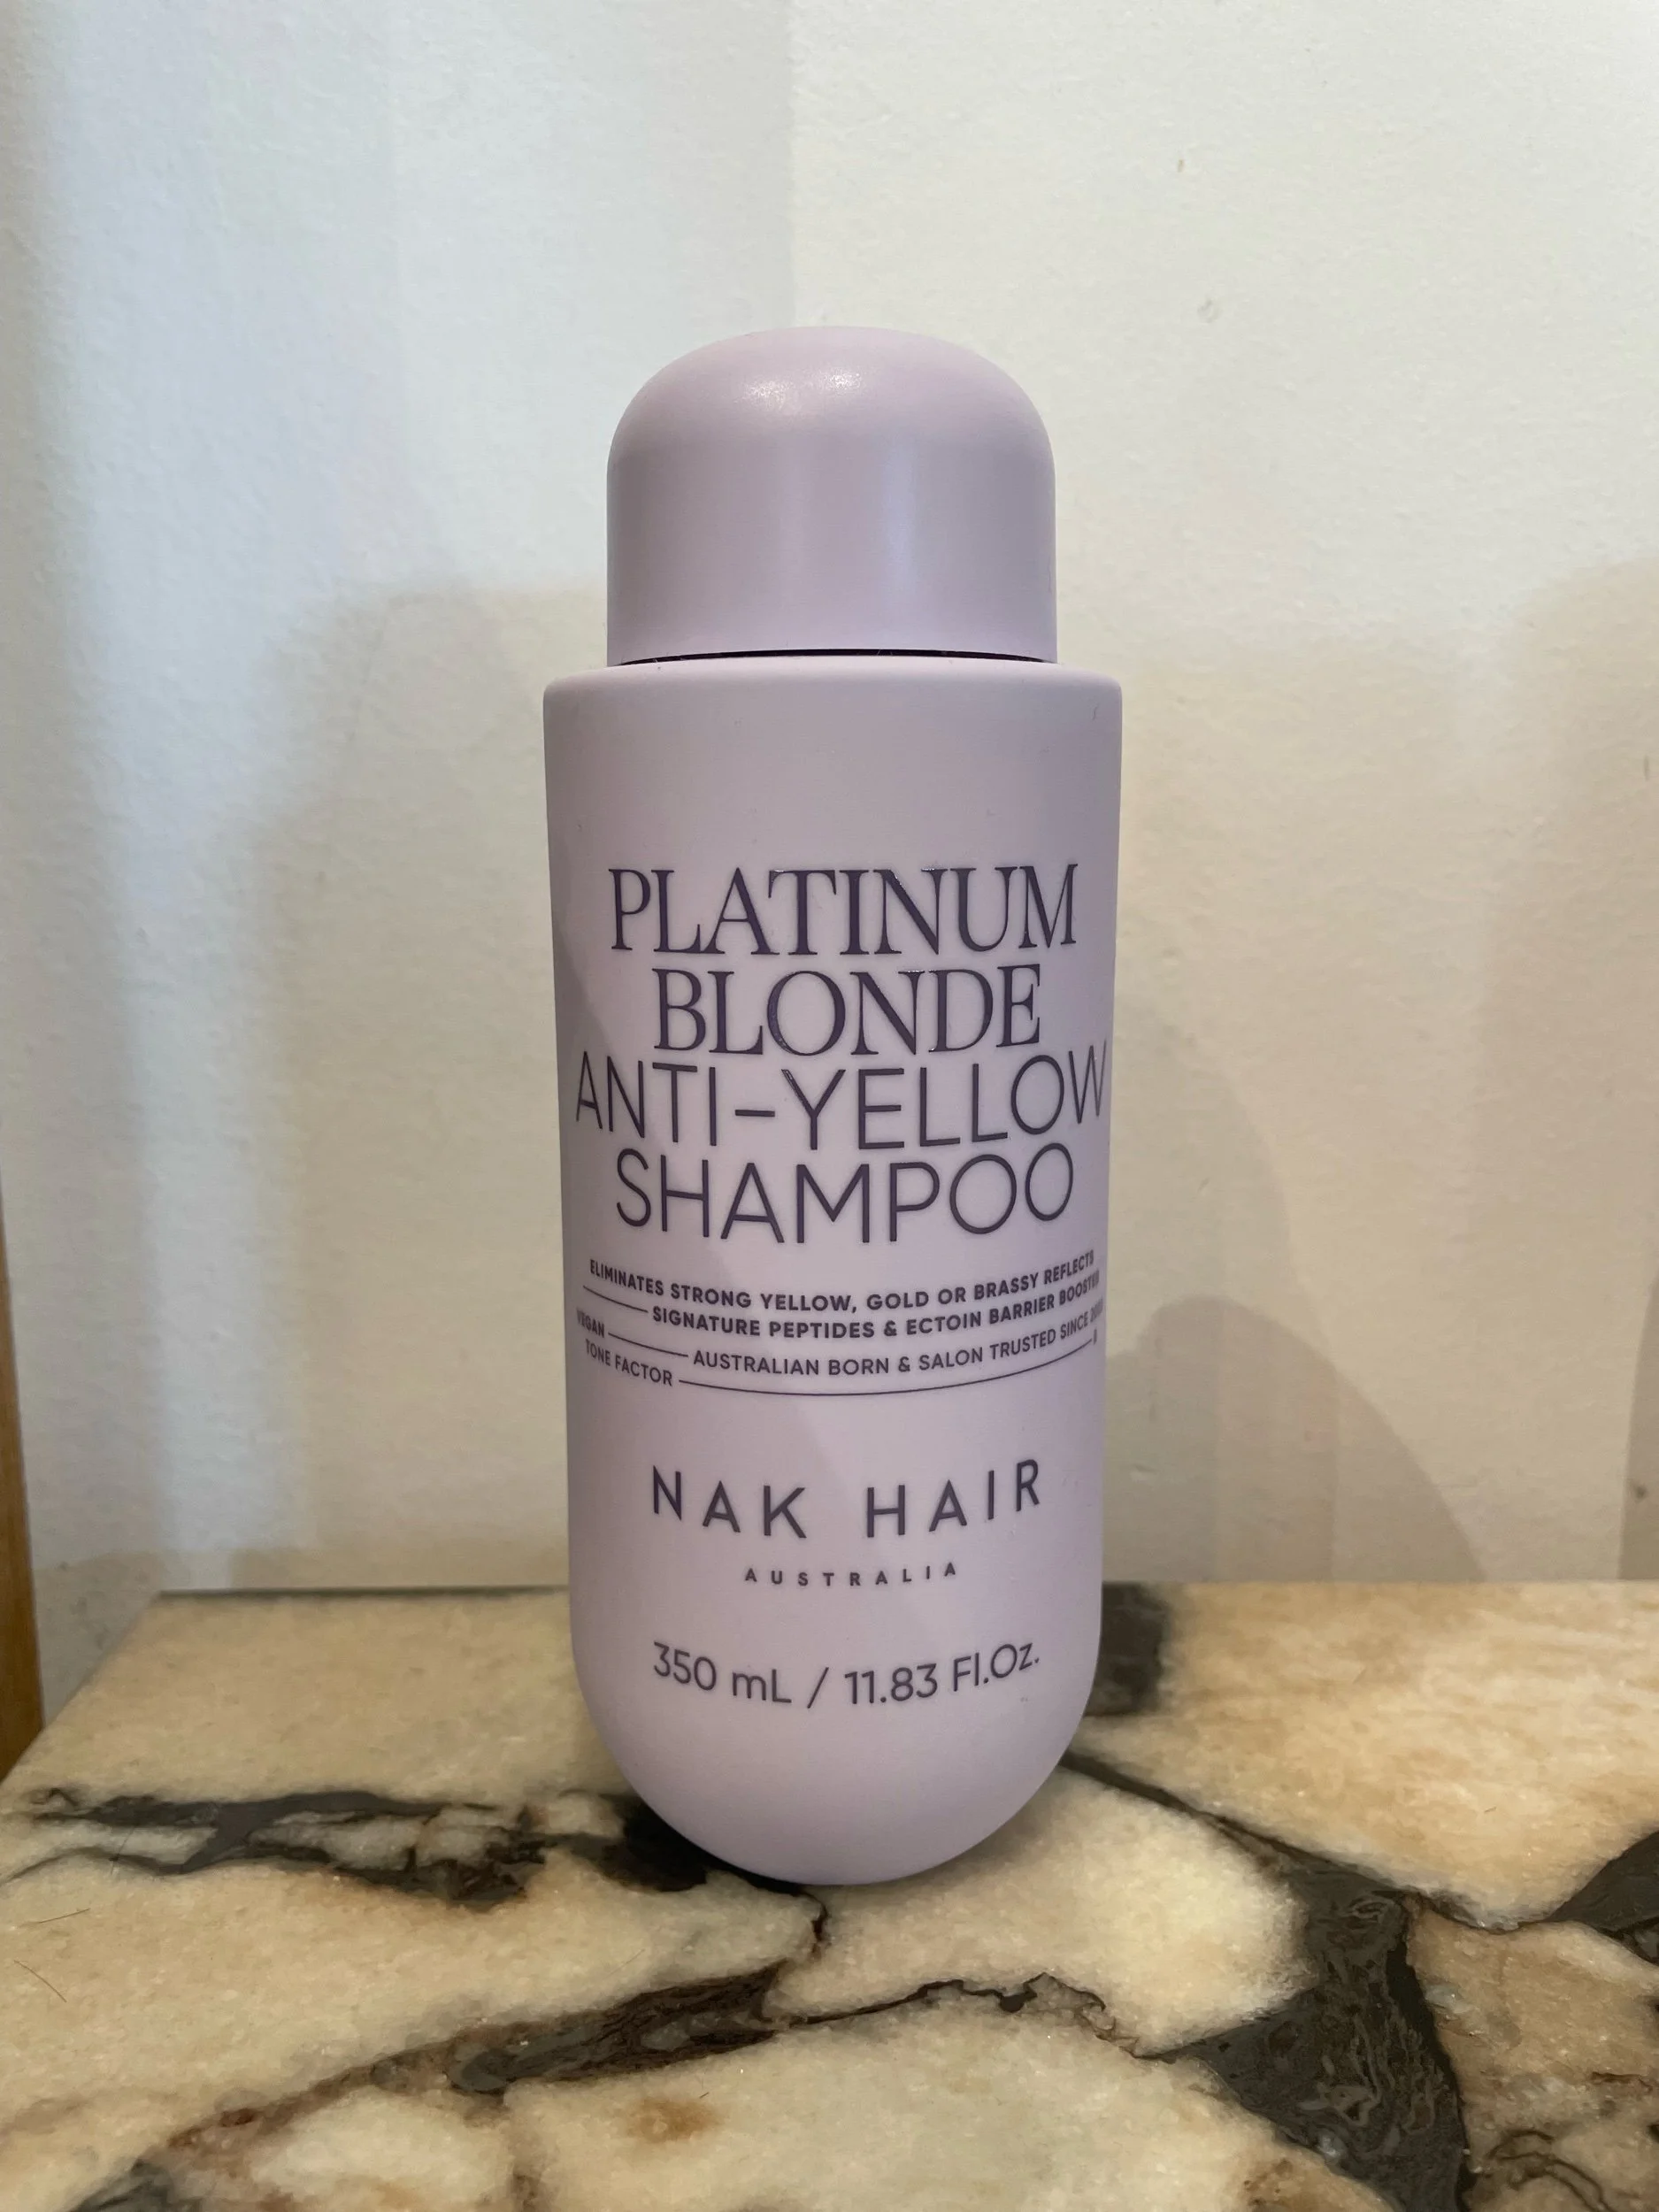 PLATINUM
BLONDE
ANTI-YELLOW
SHAMPOO
ELIMINATES STRONG YELLOW, GOLD OR BRASSY REFLECTS
SIGNATURE PEPTIDES & ECTOIN BARRIER BOOSTER
VEGAN AUSTRALIAN BORN & SALON TRUSTED SINCE
TONE FACTOR
NAK HAIR
AUSTRALIA
350 mL / 11.83 Fl.Oz.